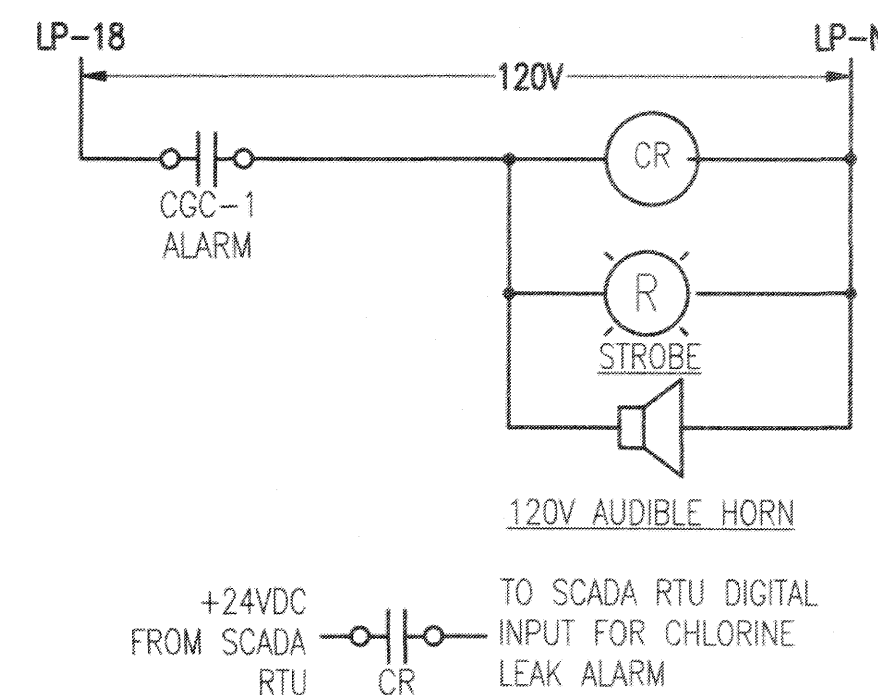 LP-18
LP-N
120V
CR
CGC-1
ALARM
R
STROBE
120V AUDIBLE HORN
+24VDC
FROM SCADA
RTU
CR
TO SCADA RTU DIGITAL
INPUT FOR CHLORINE
LEAK ALARM